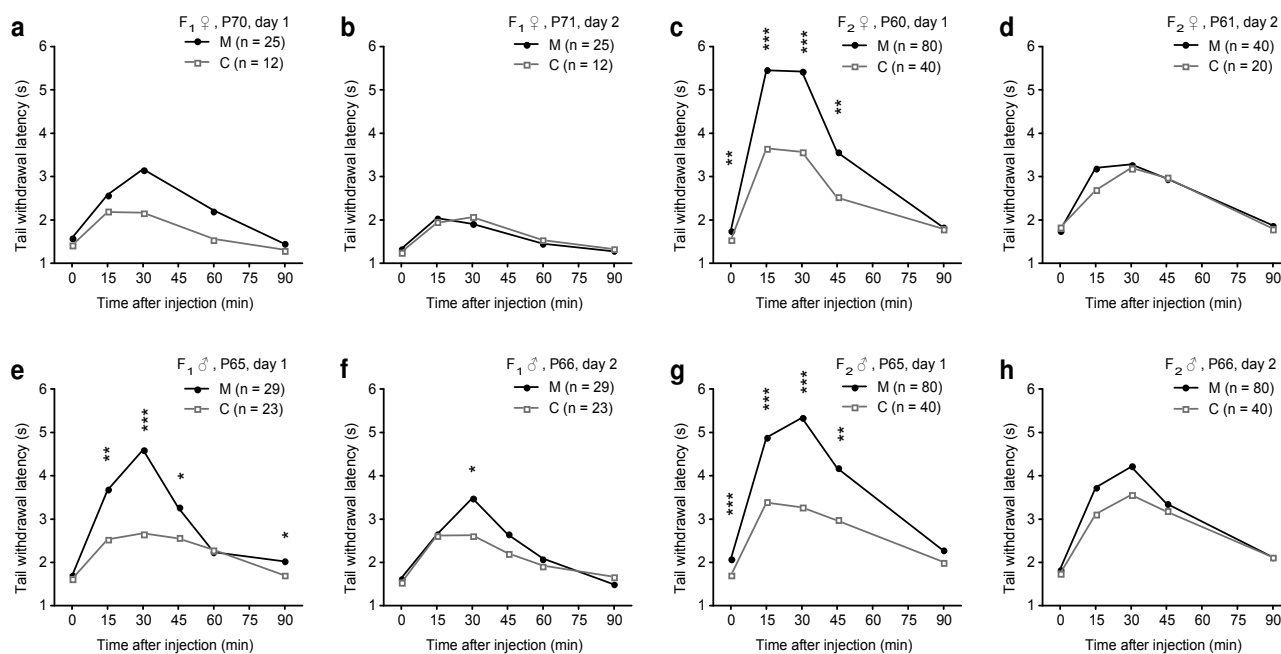 a
F1 ♀, P70, day 1
M (n = 25)
C (n = 12)
Tail withdrawal latency (s)
6
5
4
3
2
1
0 15 30 45 60 75 90
Time after injection (min)
b
F1 ♀, P71, day 2
M (n = 25)
C (n = 12)
Tail withdrawal latency (s)
6
5
4
3
2
1
0 15 30 45 60 75 90
Time after injection (min)
c
F2 ♀, P60, day 1
M (n = 80)
C (n = 40)
Tail withdrawal latency (s)
6
5
4
3
2
1
** *** *** **
0 15 30 45 60 75 90
Time after injection (min)
d
F2 ♀, P61, day 2
M (n = 40)
C (n = 20)
Tail withdrawal latency (s)
6
5
4
3
2
1
0 15 30 45 60 75 90
Time after injection (min)
e
F1 ♂, P65, day 1
M (n = 29)
C (n = 23)
Tail withdrawal latency (s)
6
5
4
3
2
1
** *** * *
0 15 30 45 60 75 90
Time after injection (min)
f
F1 ♂, P66, day 2
M (n = 29)
C (n = 23)
Tail withdrawal latency (s)
6
5
4
3
2
1
*
0 15 30 45 60 75 90
Time after injection (min)
g
F2 ♂, P65, day 1
M (n = 80)
C (n = 40)
Tail withdrawal latency (s)
6
5
4
3
2
1
*** *** *** **
0 15 30 45 60 75 90
Time after injection (min)
h
F2 ♂, P66, day 2
M (n = 80)
C (n = 40)
Tail withdrawal latency (s)
6
5
4
3
2
1
0 15 30 45 60 75 90
Time after injection (min)